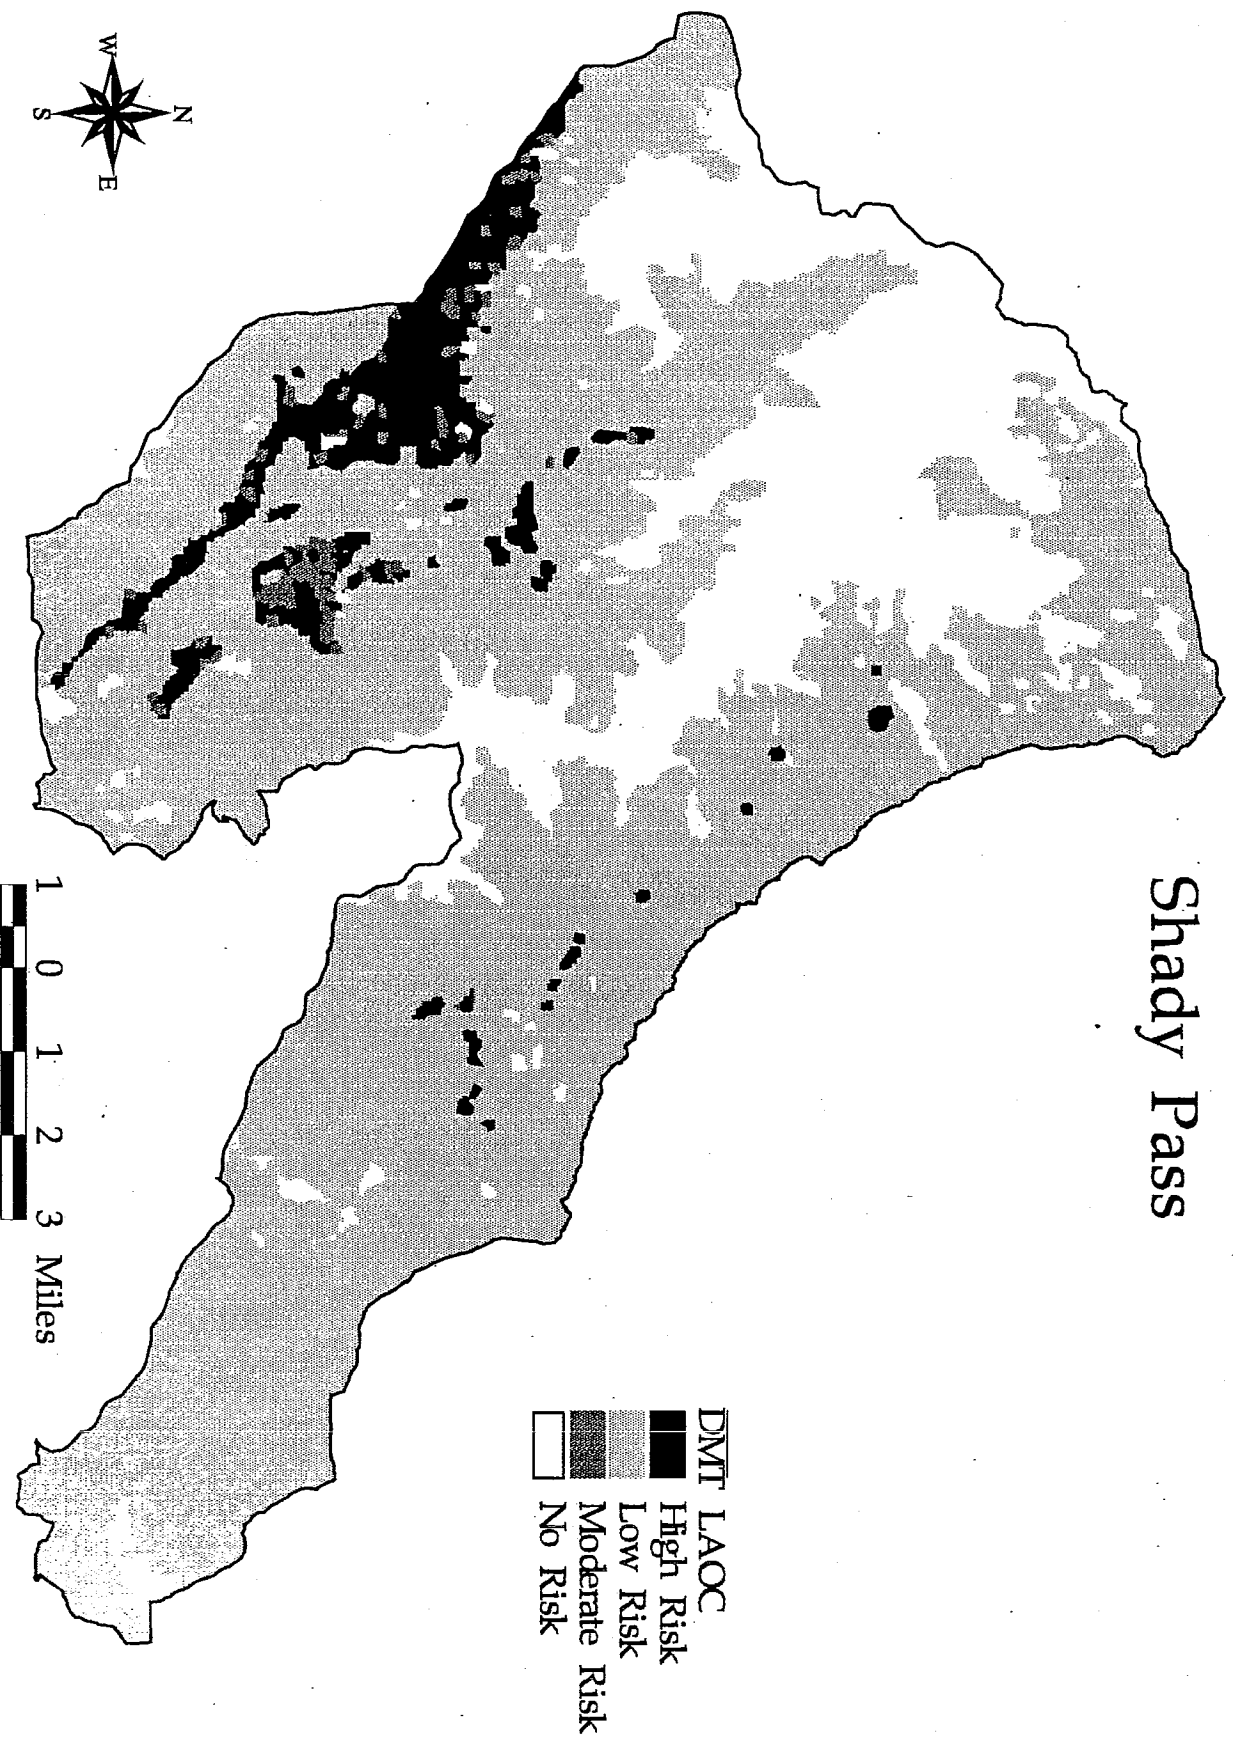 Shady Pass
DMT LAOC
High Risk
Low Risk
Moderate Risk
No Risk
N
W
E
S
1 0 1 2 3 Miles